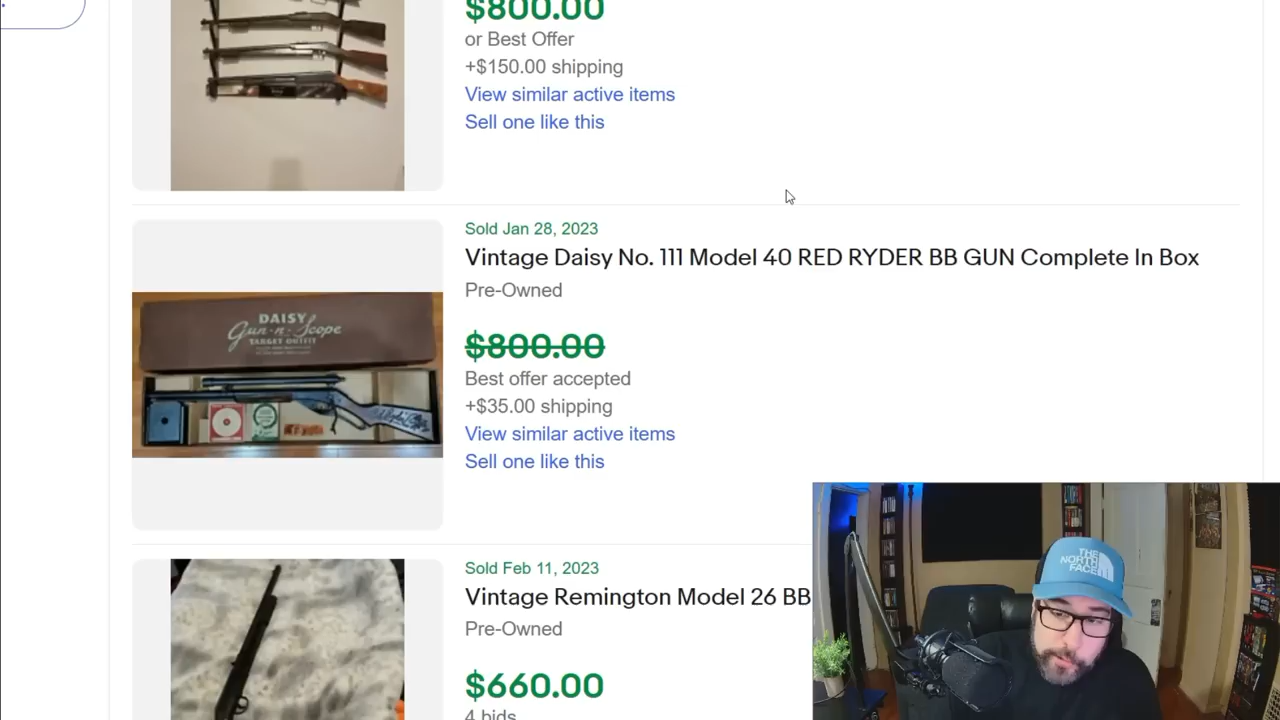 $800.00
or Best Offer
+$150.00 shipping
View similar active items
Sell one like this
Sold Jan 28, 2023
Vintage Daisy No. 111 Model 40 RED RYDER BB GUN Complete In Box
Pre-Owned
DAISY
Gun-n-Scope
TARGET OUTFIT
$800.00
Best offer accepted
+$35.00 shipping
View similar active items
Sell one like this
Sold Feb 11, 2023
Vintage Remington Model 26 BB
Pre-Owned
$660.00
4 bids
THE
NORTH
FACE